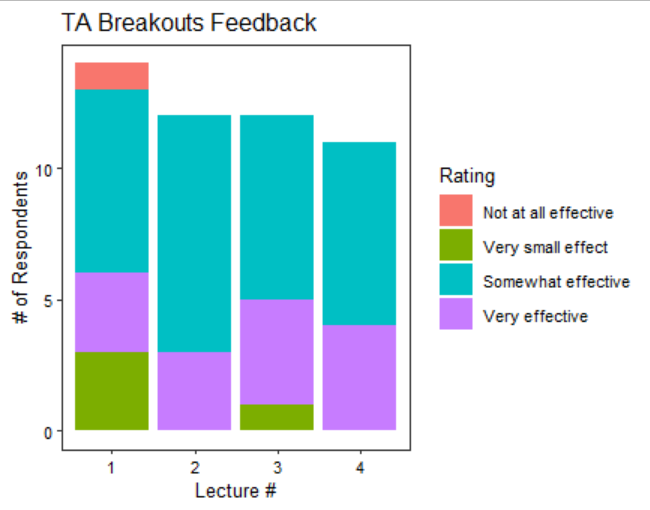 TA Breakouts Feedback
# of Respondents
10
5
0
1 2 3 4
Lecture #
Rating
Not at all effective
Very small effect
Somewhat effective
Very effective